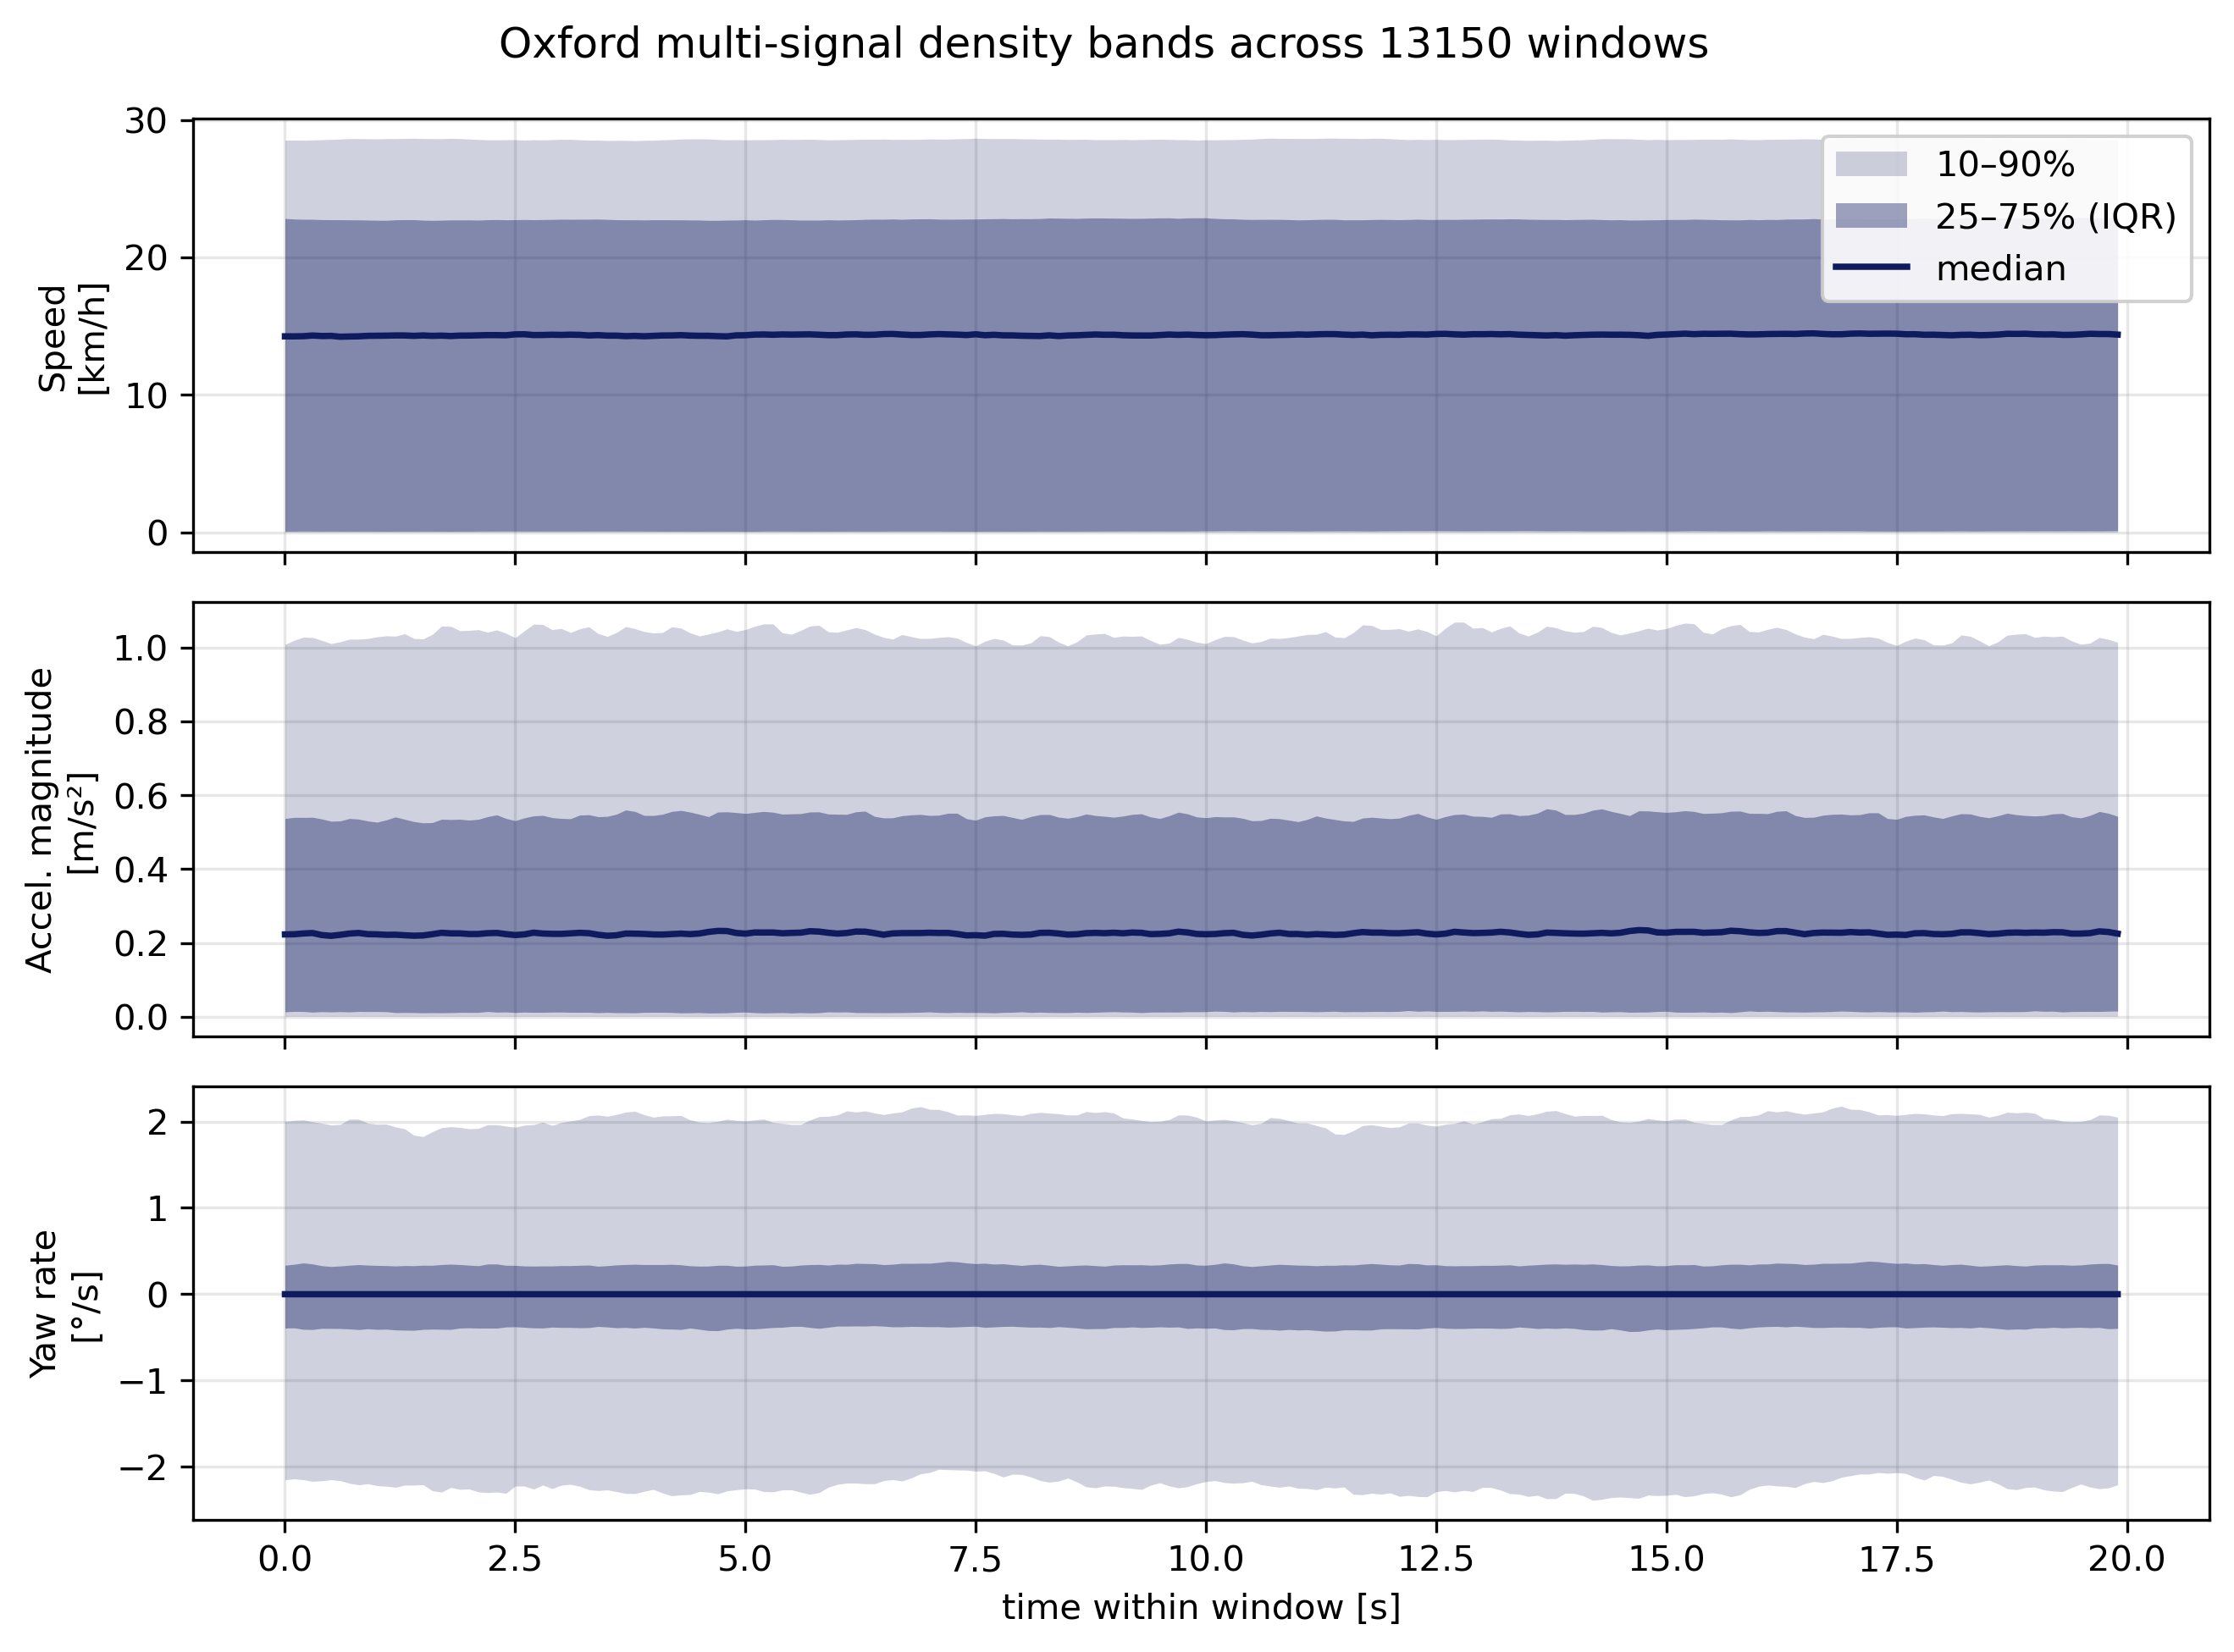 Oxford multi-signal density bands across 13150 windows
30
20
10
0
Speed
[km/h]
10–90%
25–75% (IQR)
median
1.0
0.8
0.6
0.4
0.2
0.0
Accel. magnitude
[m/s²]
2
1
0
−1
−2
Yaw rate
[°/s]
0.0 2.5 5.0 7.5 10.0 12.5 15.0 17.5 20.0
time within window [s]